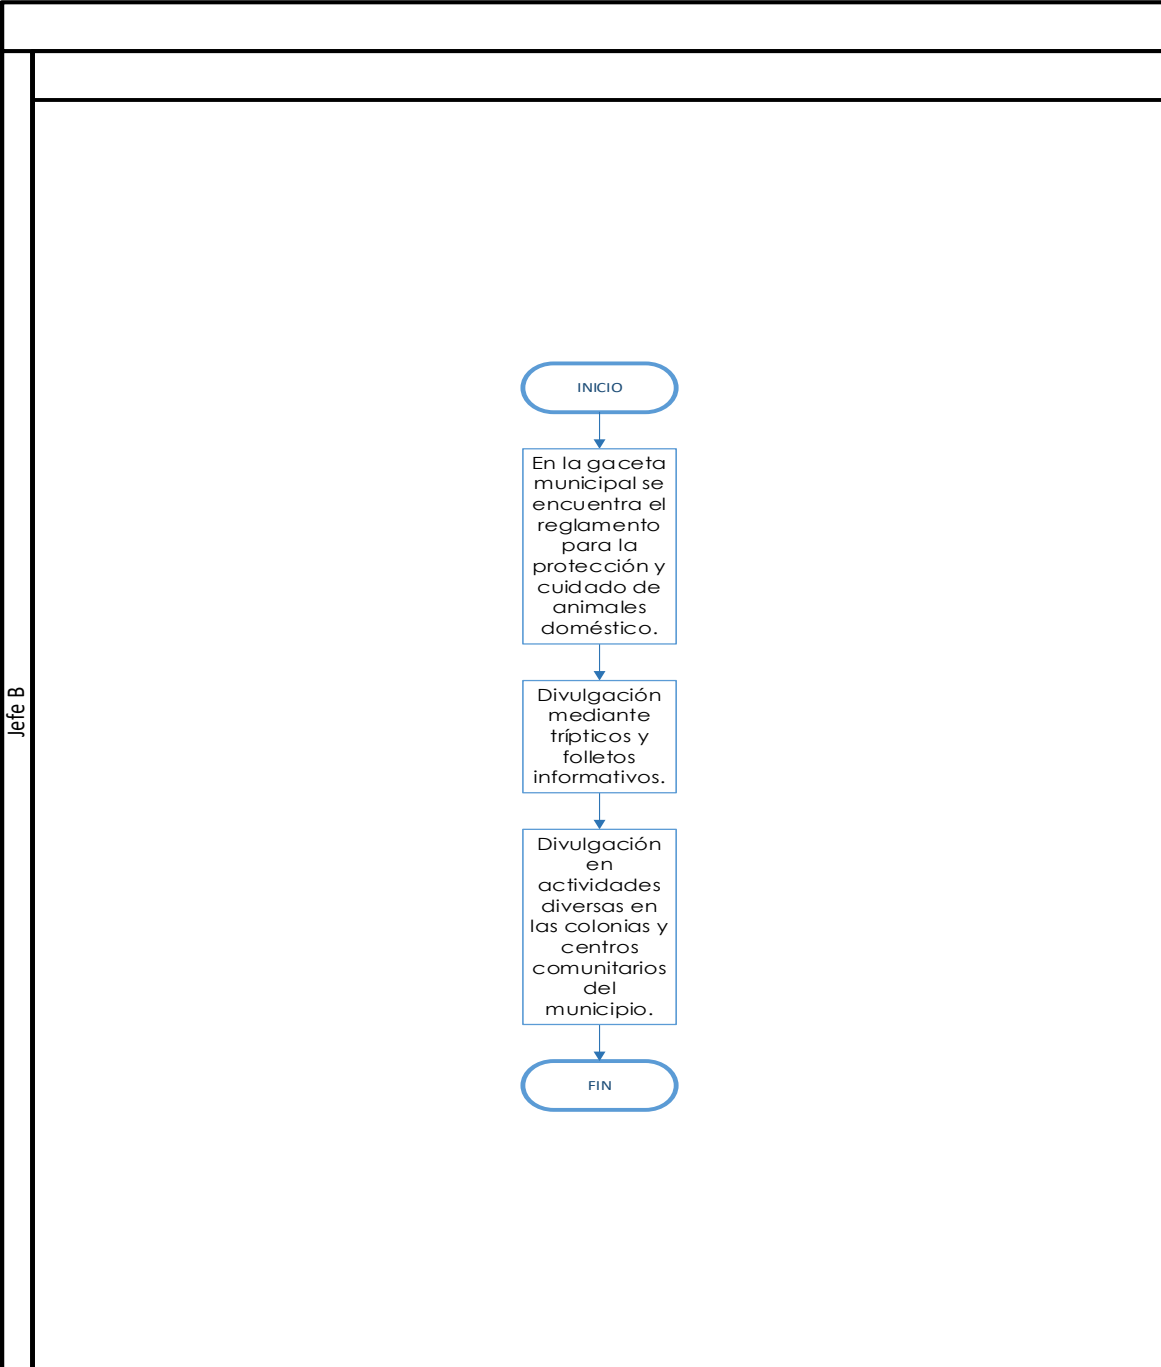 INICIO
En la gaceta
municipal se
encuentra el
reglamento
para la
protección y
cuidado de
animales
doméstico.
Jefe B
Divulgación
mediante
trípticos y
folletos
informativos.
Divulgación
en
actividades
diversas en
las colonias y
centros
comunitarios
del
municipio.
FIN